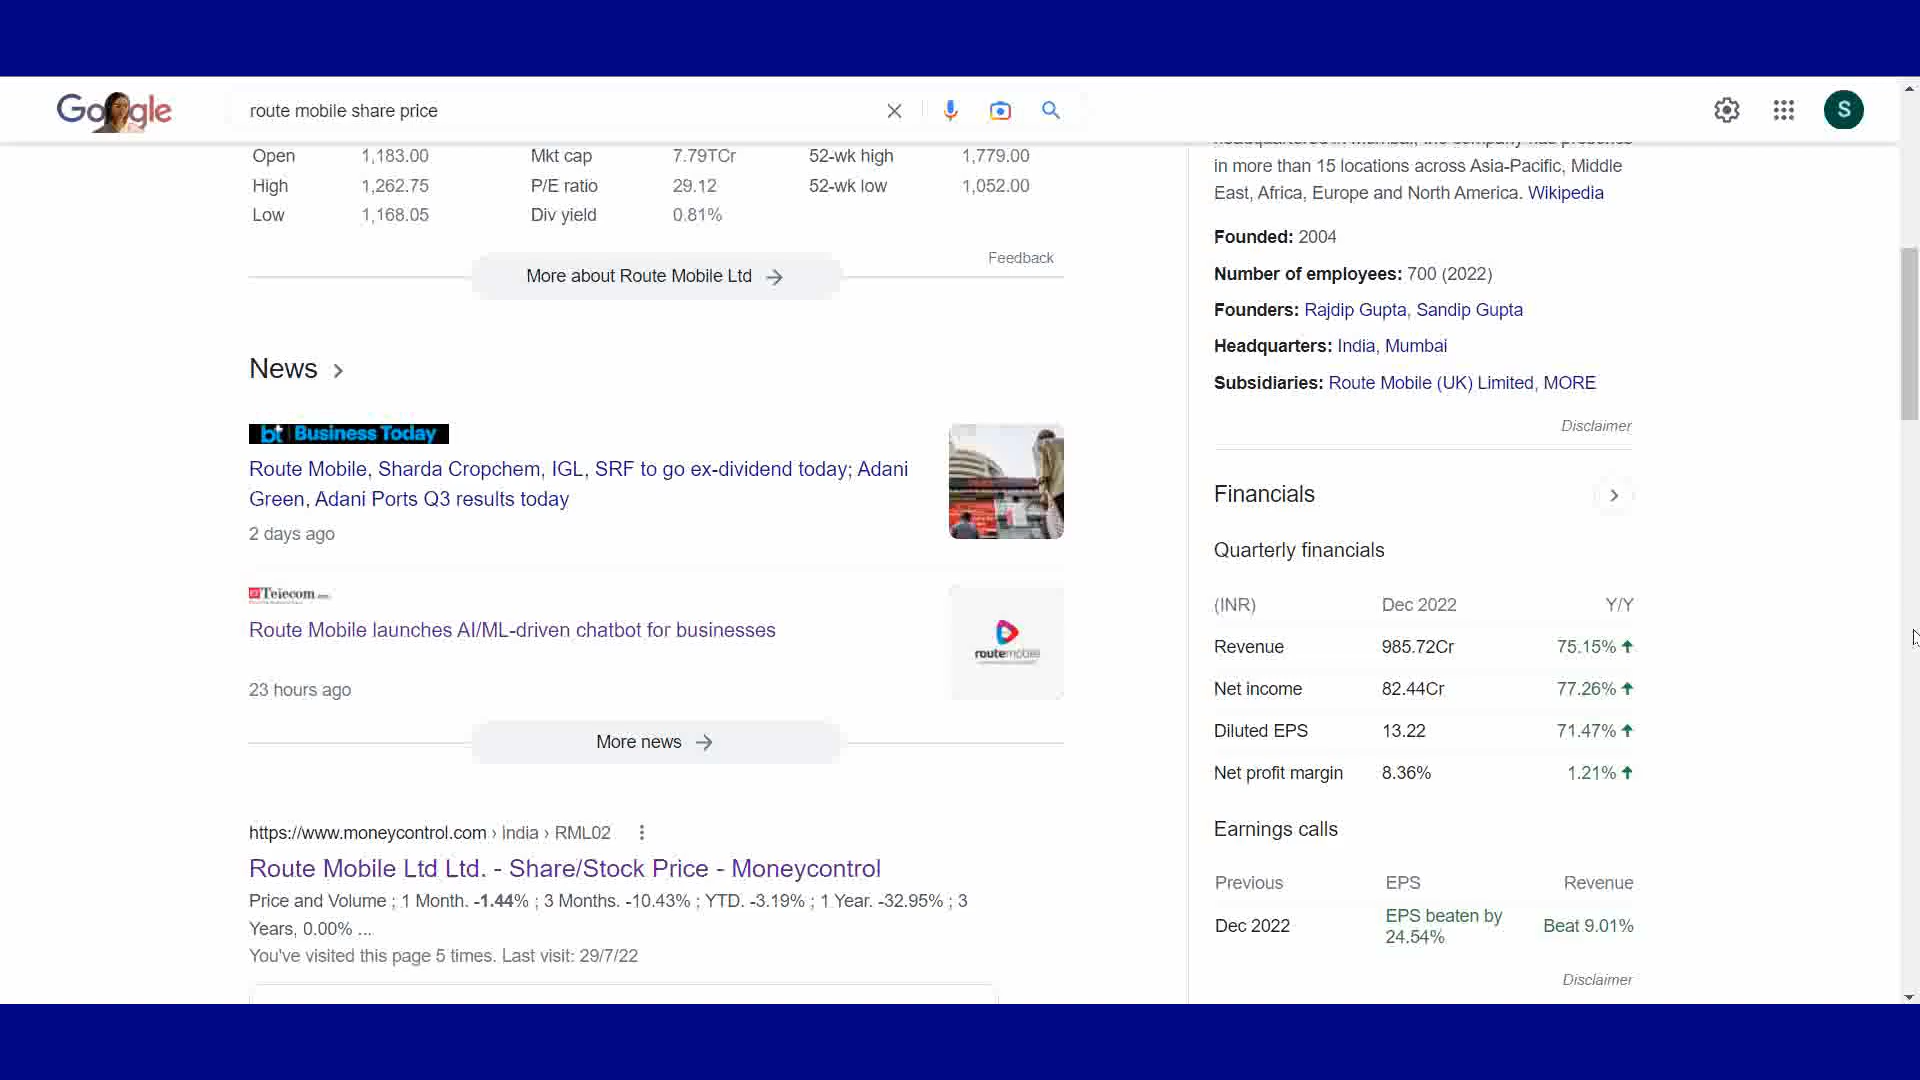 Google
route mobile share price
S
Open 1,183.00 Mkt cap 7.79TCr 52-wk high 1,779.00
High 1,262.75 P/E ratio 29.12 52-wk low 1,052.00
Low 1,168.05 Div yield 0.81%
Feedback
More about Route Mobile Ltd
News
bt Business Today
Route Mobile, Sharda Cropchem, IGL, SRF to go ex-dividend today; Adani
Green, Adani Ports Q3 results today
2 days ago
ET Telecom
Route Mobile launches AI/ML-driven chatbot for businesses
routemobile
23 hours ago
More news
https://www.moneycontrol.com › India › RML02
Route Mobile Ltd Ltd. - Share/Stock Price - Moneycontrol
Price and Volume ; 1 Month. -1.44% ; 3 Months. -10.43% ; YTD. -3.19% ; 1 Year. -32.95% ; 3
Years, 0.00% ...
You've visited this page 5 times. Last visit: 29/7/22
in more than 15 locations across Asia-Pacific, Middle
East, Africa, Europe and North America. Wikipedia
Founded: 2004
Number of employees: 700 (2022)
Founders: Rajdip Gupta, Sandip Gupta
Headquarters: India, Mumbai
Subsidiaries: Route Mobile (UK) Limited, MORE
Disclaimer
Financials
Quarterly financials
(INR) Dec 2022 Y/Y
Revenue 985.72Cr 75.15%
Net income 82.44Cr 77.26%
Diluted EPS 13.22 71.47%
Net profit margin 8.36% 1.21%
Earnings calls
Previous EPS Revenue
Dec 2022 EPS beaten by 24.54% Beat 9.01%
Disclaimer